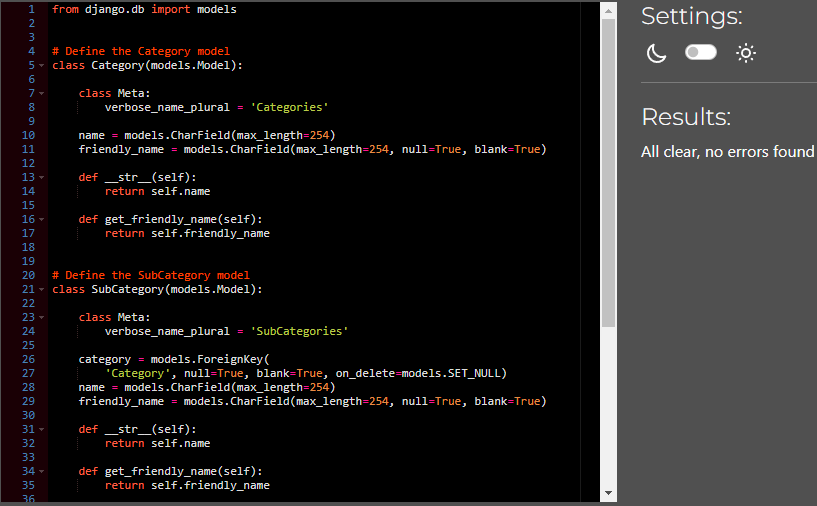 1 from django.db import models
2
3
4 # Define the Category model
5 class Category(models.Model):
6
7     class Meta:
8         verbose_name_plural = 'Categories'
9
10     name = models.CharField(max_length=254)
11     friendly_name = models.CharField(max_length=254, null=True, blank=True)
12
13     def __str__(self):
14         return self.name
15
16     def get_friendly_name(self):
17         return self.friendly_name
18
19
20 # Define the SubCategory model
21 class SubCategory(models.Model):
22
23     class Meta:
24         verbose_name_plural = 'SubCategories'
25
26     category = models.ForeignKey(
27         'Category', null=True, blank=True, on_delete=models.SET_NULL)
28     name = models.CharField(max_length=254)
29     friendly_name = models.CharField(max_length=254, null=True, blank=True)
30
31     def __str__(self):
32         return self.name
33
34     def get_friendly_name(self):
35         return self.friendly_name
36
Settings:
Results:
All clear, no errors found